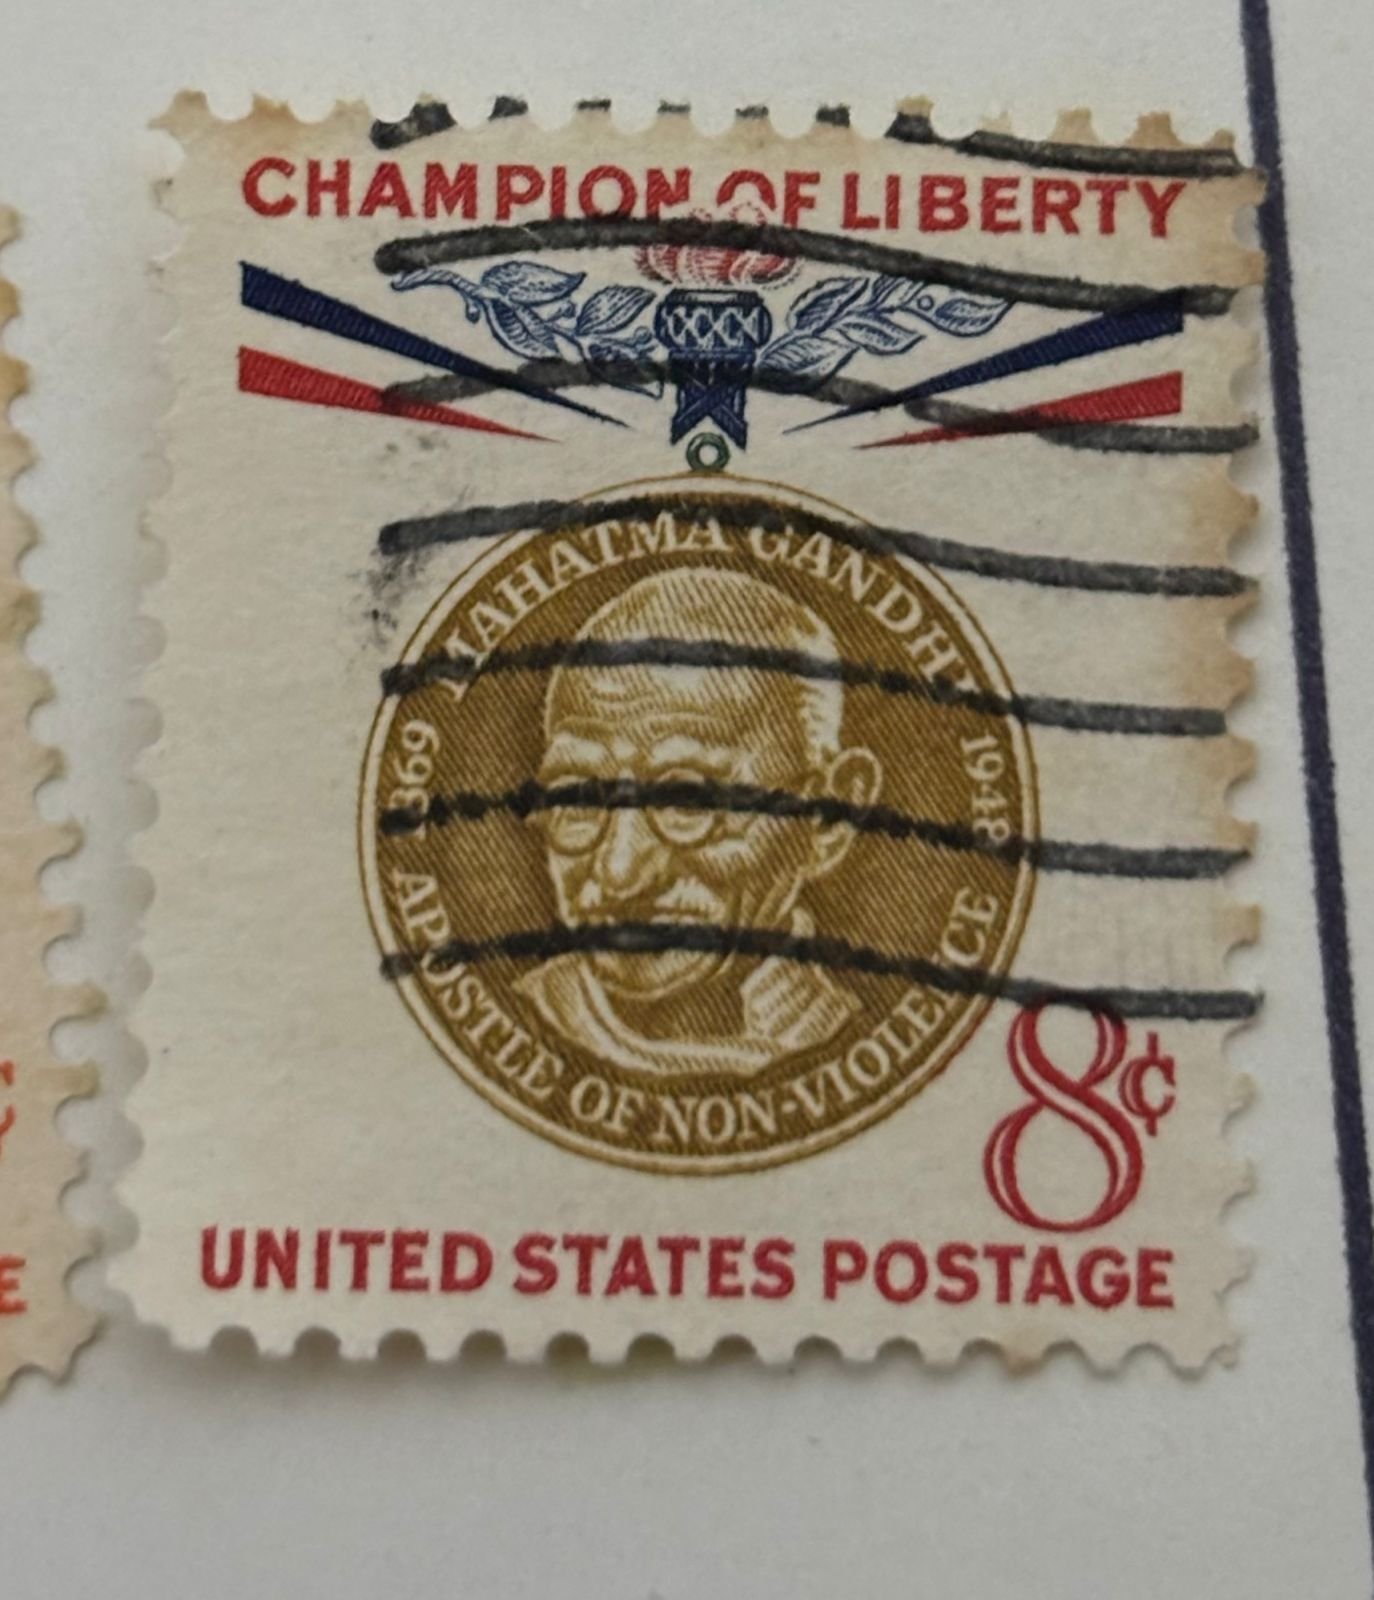 CHAMPION OF LIBERTY
MAHATMA GANDHI
1869
1948
APOSTLE OF NON-VIOLENCE
8¢
UNITED STATES POSTAGE
E